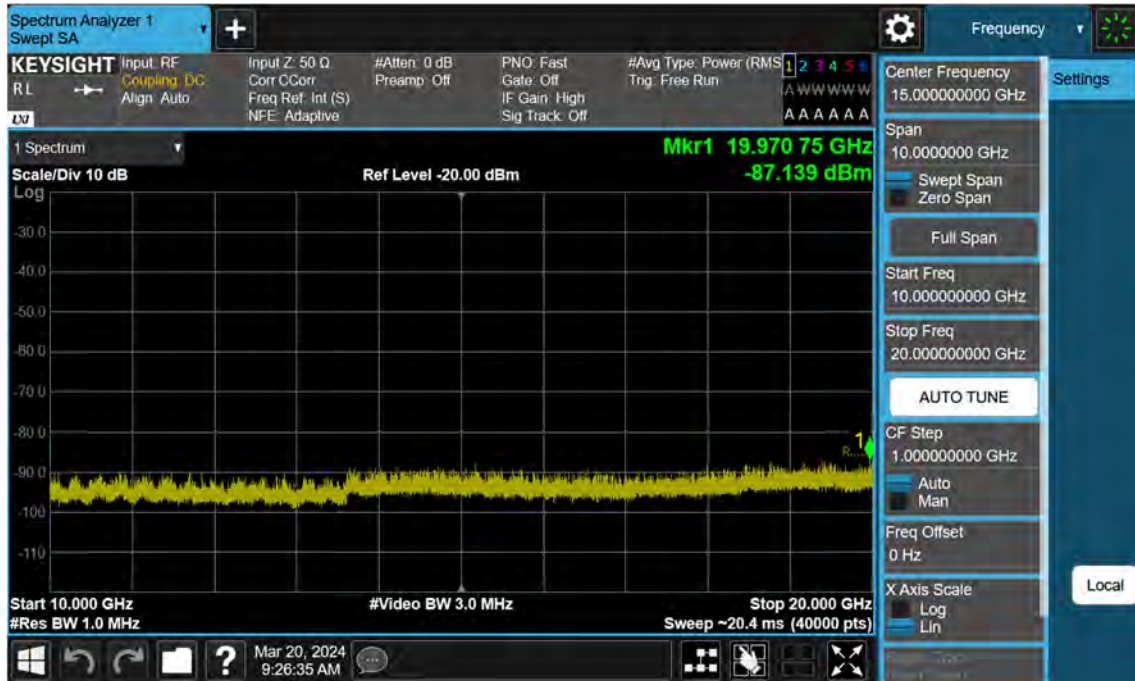 Spectrum Analyzer 1
Swept SA
Frequency
KEYSIGHT
RL
LXI
Input: RF
Coupling: DC
Align: Auto
Input Z: 50 Ω
Corr CCorr
Freq Ref: Int (S)
NFE: Adaptive
#Atten: 0 dB
Preamp: Off
PNO: Fast
Gate: Off
IF Gain: High
Sig Track: Off
#Avg Type: Power (RMS
Trig: Free Run
1 2 3 4 5 6
A W W W W W
A A A A A A
Center Frequency
15.000000000 GHz
Settings
1 Spectrum
Mkr1 19.970 75 GHz
-87.139 dBm
Scale/Div 10 dB
Ref Level -20.00 dBm
Log
-30.0
-40.0
-50.0
-60.0
-70.0
-80.0
-90.0
-100
-110
1
Span
10.0000000 GHz
Swept Span
Zero Span
Full Span
Start Freq
10.000000000 GHz
Stop Freq
20.000000000 GHz
AUTO TUNE
CF Step
1.000000000 GHz
Auto
Man
Freq Offset
0 Hz
X Axis Scale
Log
Lin
Local
Start 10.000 GHz
#Video BW 3.0 MHz
Stop 20.000 GHz
#Res BW 1.0 MHz
Sweep ~20.4 ms (40000 pts)
?
Mar 20, 2024
9:26:35 AM